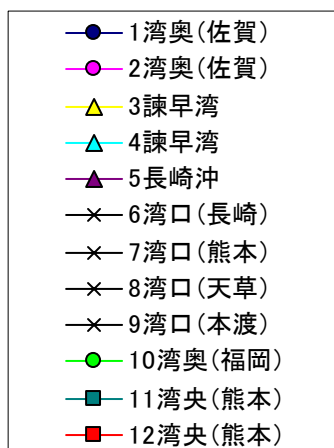 1湾奥(佐賀)
2湾奥(佐賀)
3諫早湾
4諫早湾
5長崎沖
6湾口(長崎)
7湾口(熊本)
8湾口(天草)
9湾口(本渡)
10湾奥(福岡)
11湾央(熊本)
12湾央(熊本)